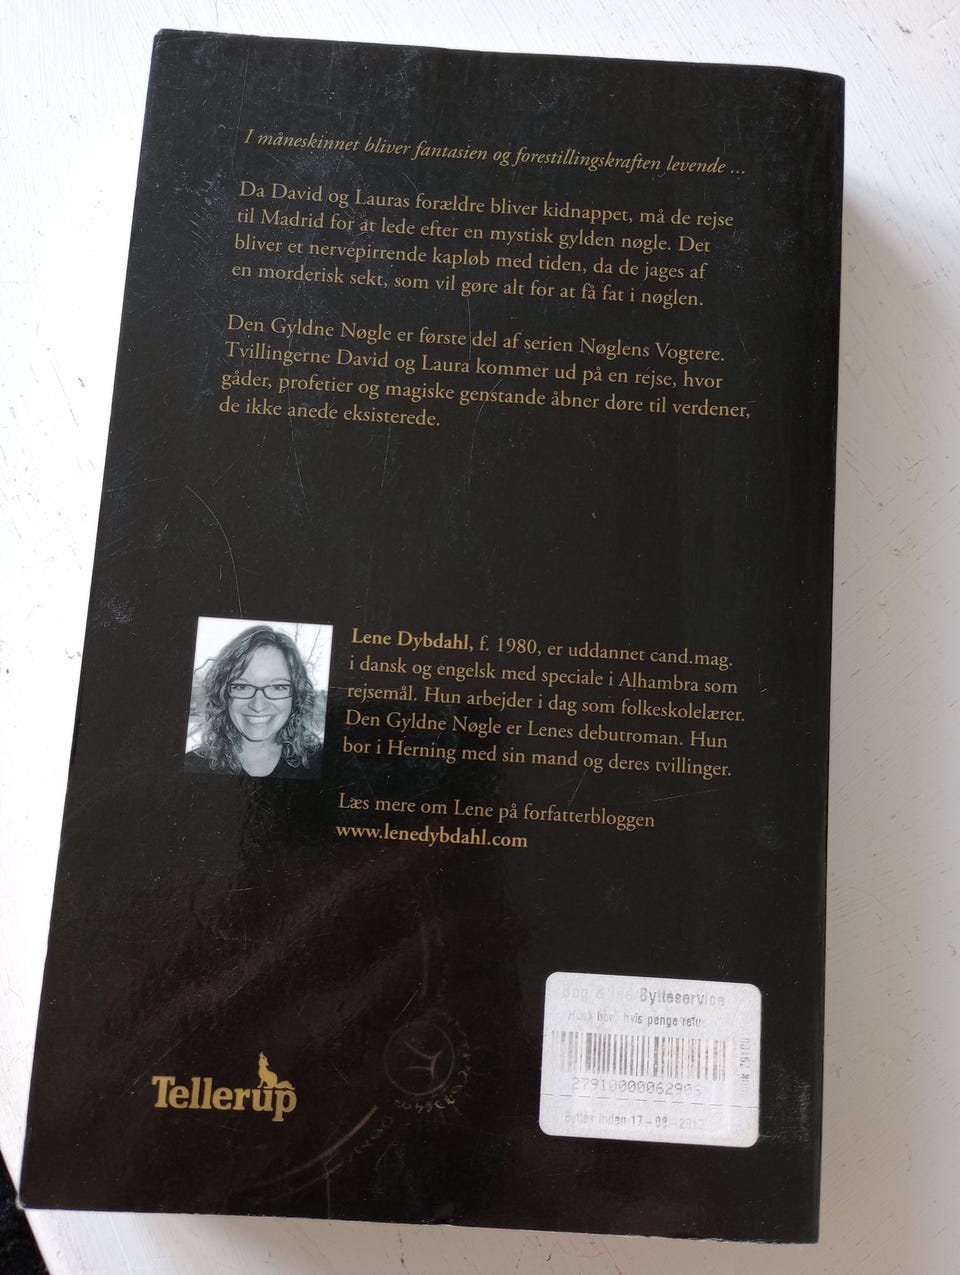 I måneskinnet bliver fantasien og forestillingskraften levende ...
Da David og Lauras forældre bliver kidnappet, må de rejse
til Madrid for at lede efter en mystisk gylden nøgle. Det
bliver et nervepirrende kapløb med tiden, da de jages af
en morderisk sekt, som vil gøre alt for at få fat i nøglen.
Den Gyldne Nøgle er første del af serien Nøglens Vogtere.
Tvillingerne David og Laura kommer ud på en rejse, hvor
gåder, profetier og magiske genstande åbner døre til verdener,
de ikke anede eksisterede.
Lene Dybdahl, f. 1980, er uddannet cand.mag.
i dansk og engelsk med speciale i Alhambra som
rejsemål. Hun arbejder i dag som folkeskolelærer.
Den Gyldne Nøgle er Lenes debutroman. Hun
bor i Herning med sin mand og deres tvillinger.
Læs mere om Lene på forfatterbloggen
www.lenedybdahl.com
Tellerup
Bog & Bytteservice
Husk hvis penge
Byttes inden 17-08-